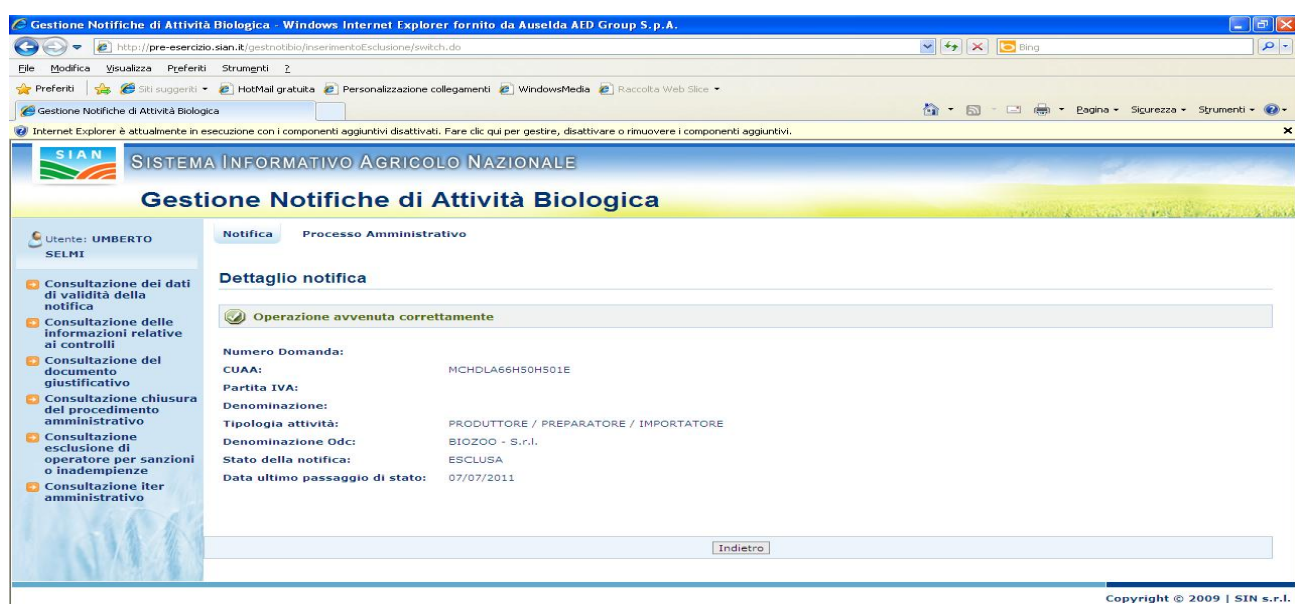 Gestione Notifiche di Attività Biologica - Windows Internet Explorer fornito da Auselda AED Group S.p.A.
http://pre-esercizio.sian.it/gestnotibio/inserimentoEsclusione/switch.do
Bing
File Modifica Visualizza Preferiti Strumenti ?
Preferiti Siti suggeriti HotMail gratuita Personalizzazione collegamenti WindowsMedia Raccolta Web Slice
Gestione Notifiche di Attività Biologica
Pagina Sicurezza Strumenti
Internet Explorer è attualmente in esecuzione con i componenti aggiuntivi disattivati. Fare clic qui per gestire, disattivare o rimuovere i componenti aggiuntivi.
SIAN
SISTEMA INFORMATIVO AGRICOLO NAZIONALE
Gestione Notifiche di Attività Biologica
Utente: UMBERTO
SELMI
Consultazione dei dati
di validità della
notifica
Consultazione delle
informazioni relative
ai controlli
Consultazione del
documento
giustificativo
Consultazione chiusura
del procedimento
amministrativo
Consultazione
esclusione di
operatore per sanzioni
o inadempienze
Consultazione iter
amministrativo
Notifica Processo Amministrativo
Dettaglio notifica
Operazione avvenuta correttamente
Numero Domanda:
CUAA: MCHDLA66H50H501E
Partita IVA:
Denominazione:
Tipologia attività: PRODUTTORE / PREPARATORE / IMPORTATORE
Denominazione Odc: BIOZOO - S.r.l.
Stato della notifica: ESCLUSA
Data ultimo passaggio di stato: 07/07/2011
Indietro
Copyright © 2009 | SIN s.r.l.